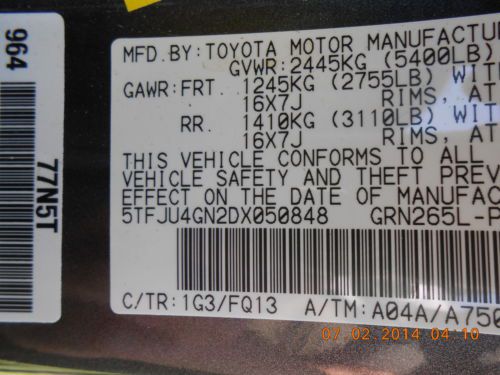 MFD. BY: TOYOTA MOTOR MANUFACTUR
GVWR: 2445KG (5400LB)
GAWR: FRT. 1245KG (2755LB) WIT
16X7J RIMS, AT
RR. 1410KG (3110LB) WIT
16X7J RIMS, AT
THIS VEHICLE CONFORMS TO ALL
VEHICLE SAFETY AND THEFT PREV
EFFECT ON THE DATE OF MANUFAC
5TFJU4GN2DX050848 GRN265L-P
C/TR: 1G3/FQ13 A/TM: A04A/A750
07-02-2014 04:10
964
77N5T